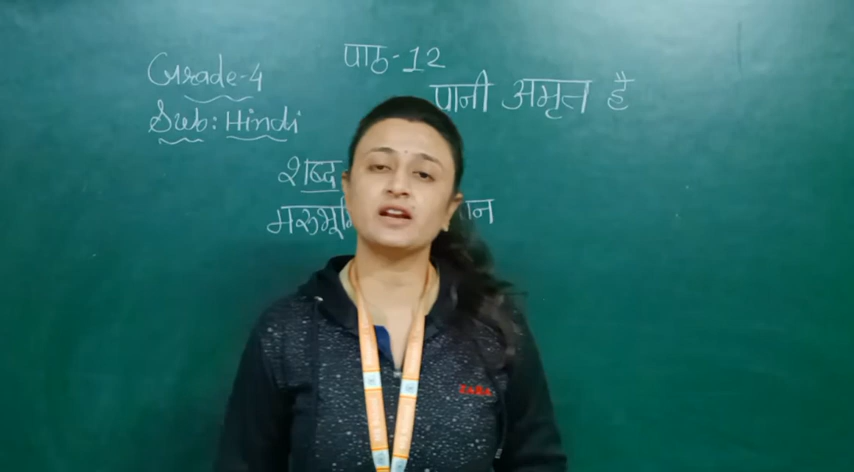 Grade-4
पाठ-12
Sub: Hindi
पानी अमृत है
शब्द